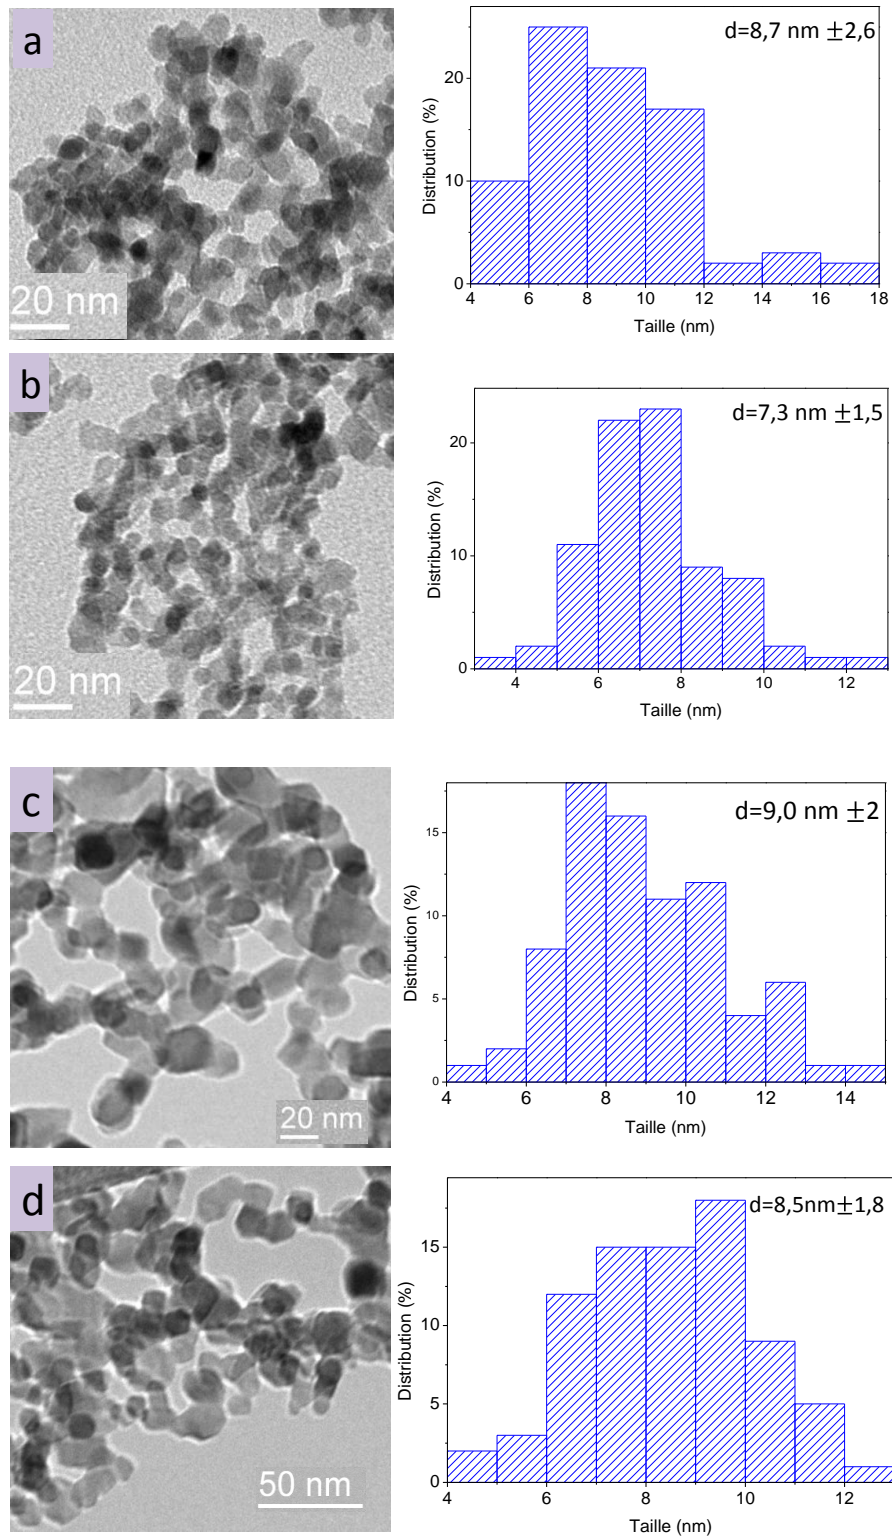 a
20 nm
d=8,7 nm ±2,6
Distribution (%)
20
10
0
4 6 8 10 12 14 16 18
Taille (nm)
b
20 nm
d=7,3 nm ±1,5
Distribution (%)
20
10
0
4 6 8 10 12
Taille (nm)
c
20 nm
d=9,0 nm ±2
Distribution (%)
15
10
5
0
4 6 8 10 12 14
Taille (nm)
d
50 nm
d=8,5nm±1,8
Distribution (%)
15
10
5
0
4 6 8 10 12
Taille (nm)